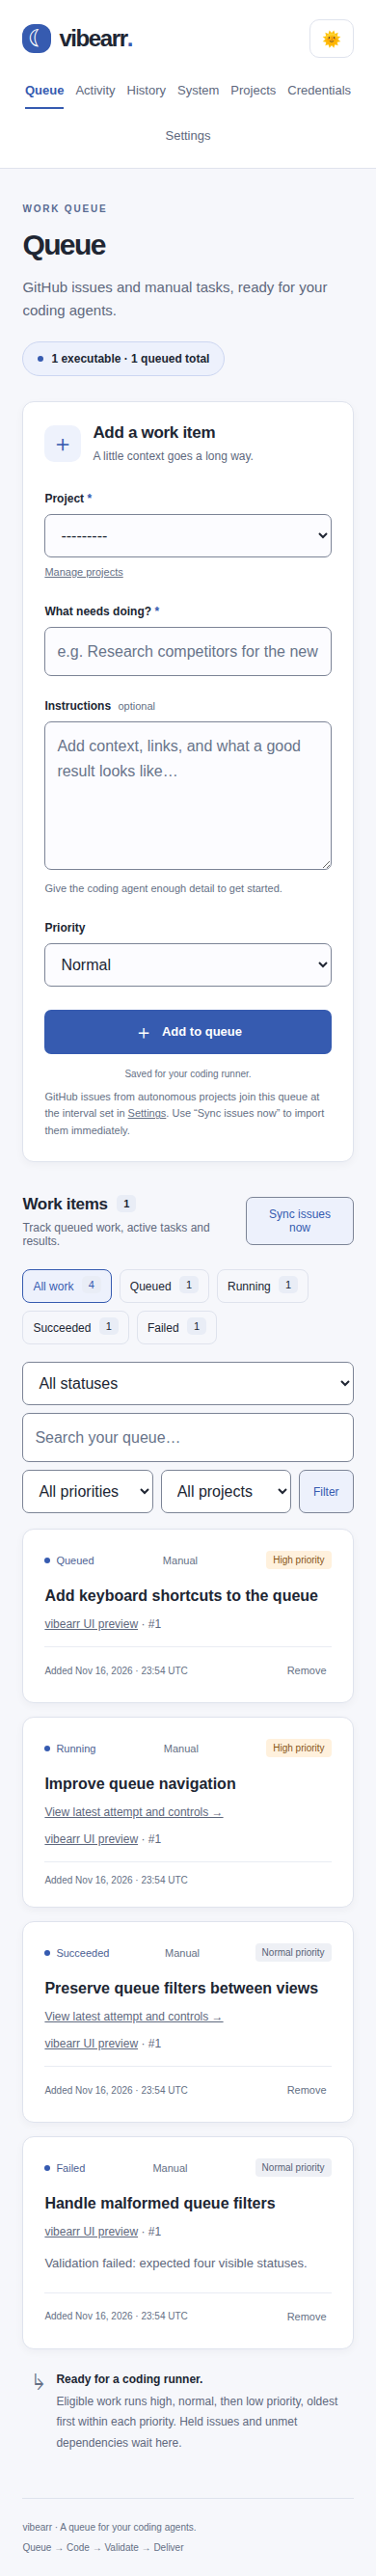 vibearr.
Queue Activity History System Projects Credentials
Settings
WORK QUEUE
Queue
GitHub issues and manual tasks, ready for your
coding agents.
1 executable · 1 queued total
Add a work item
A little context goes a long way.
Project *
---------
Manage projects
What needs doing? *
e.g. Research competitors for the new
Instructions optional
Add context, links, and what a good
result looks like…
Give the coding agent enough detail to get started.
Priority
Normal
+ Add to queue
Saved for your coding runner.
GitHub issues from autonomous projects join this queue at
the interval set in Settings. Use “Sync issues now” to import
them immediately.
Work items 1
Track queued work, active tasks and
results.
Sync issues
now
All work 4 Queued 1 Running 1
Succeeded 1 Failed 1
All statuses
Search your queue…
All priorities All projects Filter
Queued Manual High priority
Add keyboard shortcuts to the queue
vibearr UI preview · #1
Added Nov 16, 2026 · 23:54 UTC Remove
Running Manual High priority
Improve queue navigation
View latest attempt and controls →
vibearr UI preview · #1
Added Nov 16, 2026 · 23:54 UTC
Succeeded Manual Normal priority
Preserve queue filters between views
View latest attempt and controls →
vibearr UI preview · #1
Added Nov 16, 2026 · 23:54 UTC Remove
Failed Manual Normal priority
Handle malformed queue filters
vibearr UI preview · #1
Validation failed: expected four visible statuses.
Added Nov 16, 2026 · 23:54 UTC Remove
Ready for a coding runner.
Eligible work runs high, normal, then low priority, oldest
first within each priority. Held issues and unmet
dependencies wait here.
vibearr · A queue for your coding agents.
Queue → Code → Validate → Deliver